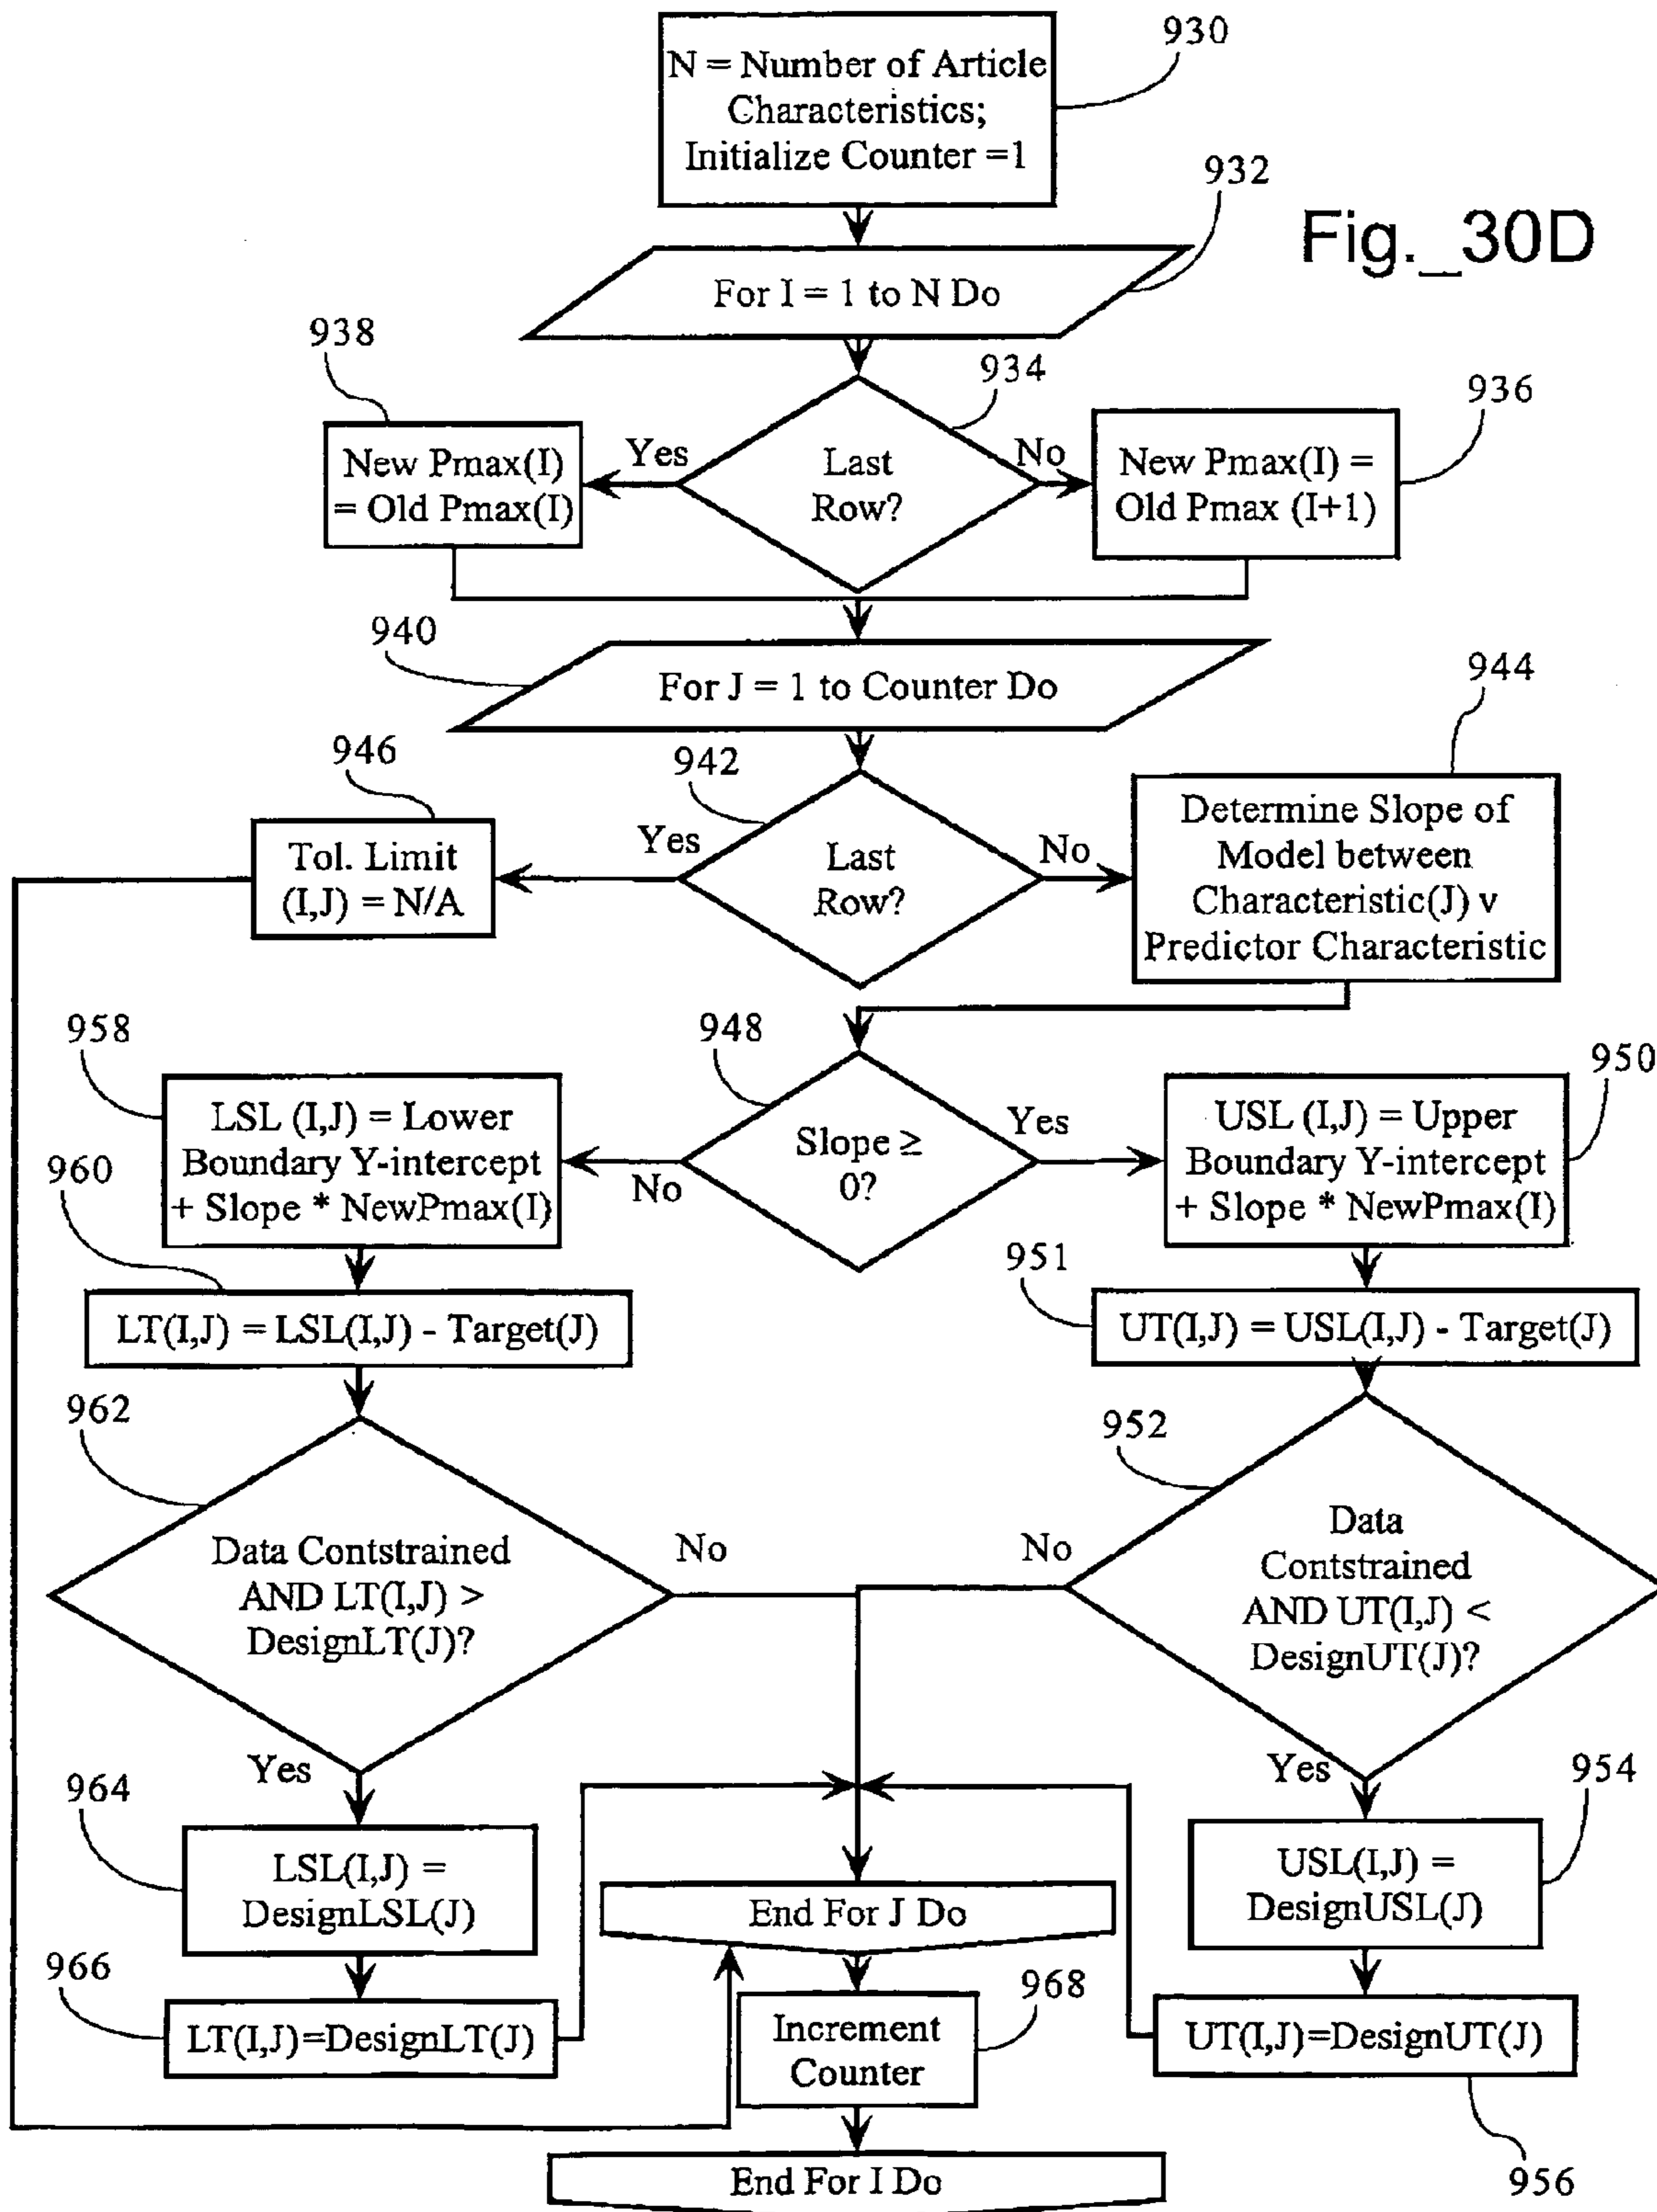 930
N = Number of Article
Characteristics;
Initialize Counter =1
932
Fig._30D
For I = 1 to N Do
938
934
936
New Pmax(I)
= Old Pmax(I)
Yes
Last
Row?
No
New Pmax(I) =
Old Pmax (I+1)
940
For J = 1 to Counter Do
944
946
942
Tol. Limit
(I,J) = N/A
Yes
Last
Row?
No
Determine Slope of
Model between
Characteristic(J) v
Predictor Characteristic
958
948
950
LSL (I,J) = Lower
Boundary Y-intercept
+ Slope * NewPmax(I)
No
Slope ≥
0?
Yes
USL (I,J) = Upper
Boundary Y-intercept
+ Slope * NewPmax(I)
960
951
LT(I,J) = LSL(I,J) - Target(J)
UT(I,J) = USL(I,J) - Target(J)
962
952
Data Contstrained
AND LT(I,J) >
DesignLT(J)?
No
No
Data
Contstrained
AND UT(I,J) <
DesignUT(J)?
Yes
Yes
964
954
LSL(I,J) =
DesignLSL(J)
End For J Do
USL(I,J) =
DesignUSL(J)
966
968
LT(I,J)=DesignLT(J)
Increment
Counter
UT(I,J)=DesignUT(J)
End For I Do
956